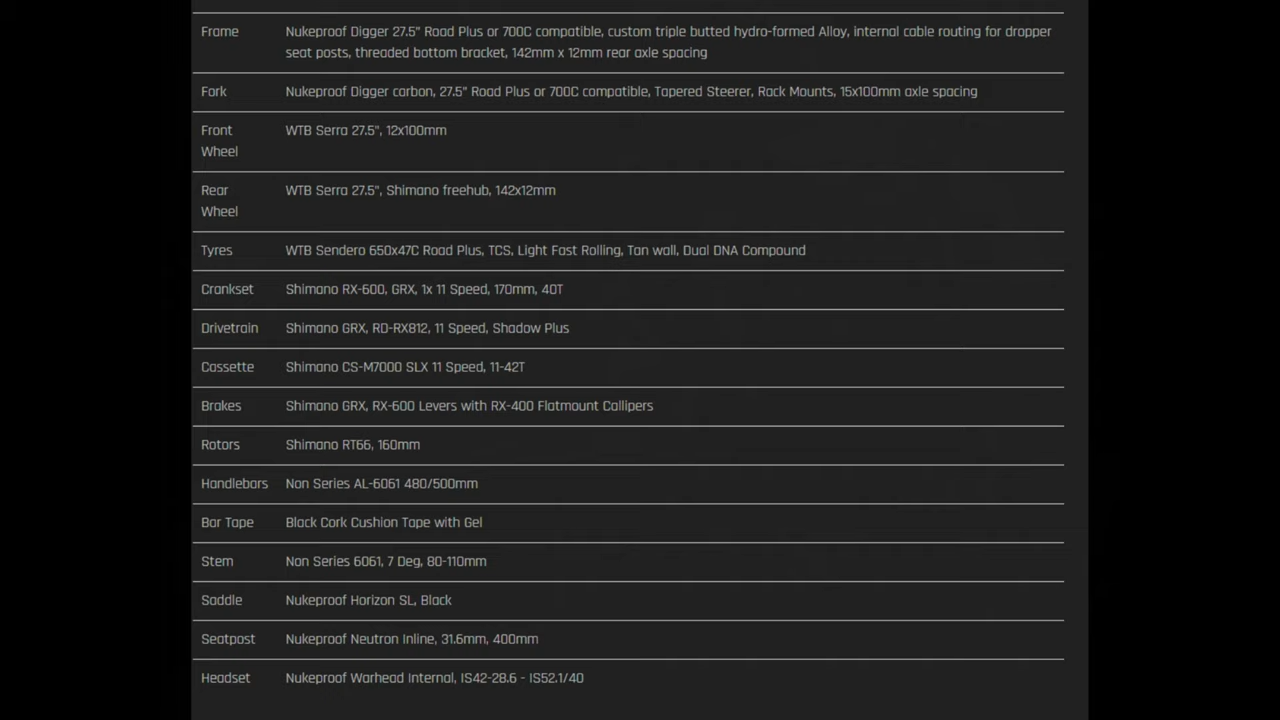 Frame Nukeproof Digger 27.5" Road Plus or 700C compatible, custom triple butted hydro-formed Alloy, internal cable routing for dropper
seat posts, threaded bottom bracket, 142mm x 12mm rear axle spacing
Fork Nukeproof Digger carbon, 27.5" Road Plus or 700C compatible, Tapered Steerer, Rack Mounts, 15x100mm axle spacing
Front WTB Serra 27.5", 12x100mm
Wheel
Rear WTB Serra 27.5", Shimano freehub, 142x12mm
Wheel
Tyres WTB Sendero 650x47C Road Plus, TCS, Light Fast Rolling, Tan wall, Dual DNA Compound
Crankset Shimano RX-600, GRX, 1x 11 Speed, 170mm, 40T
Drivetrain Shimano GRX, RD-RX812, 11 Speed, Shadow Plus
Cassette Shimano CS-M7000 SLX 11 Speed, 11-42T
Brakes Shimano GRX, RX-600 Levers with RX-400 Flatmount Callipers
Rotors Shimano RT66, 160mm
Handlebars Non Series AL-6061 480/500mm
Bar Tape Black Cork Cushion Tape with Gel
Stem Non Series 6061, 7 Deg, 80-110mm
Saddle Nukeproof Horizon SL, Black
Seatpost Nukeproof Neutron Inline, 31.6mm, 400mm
Headset Nukeproof Warhead Internal, IS42-28.6 - IS52.1/40